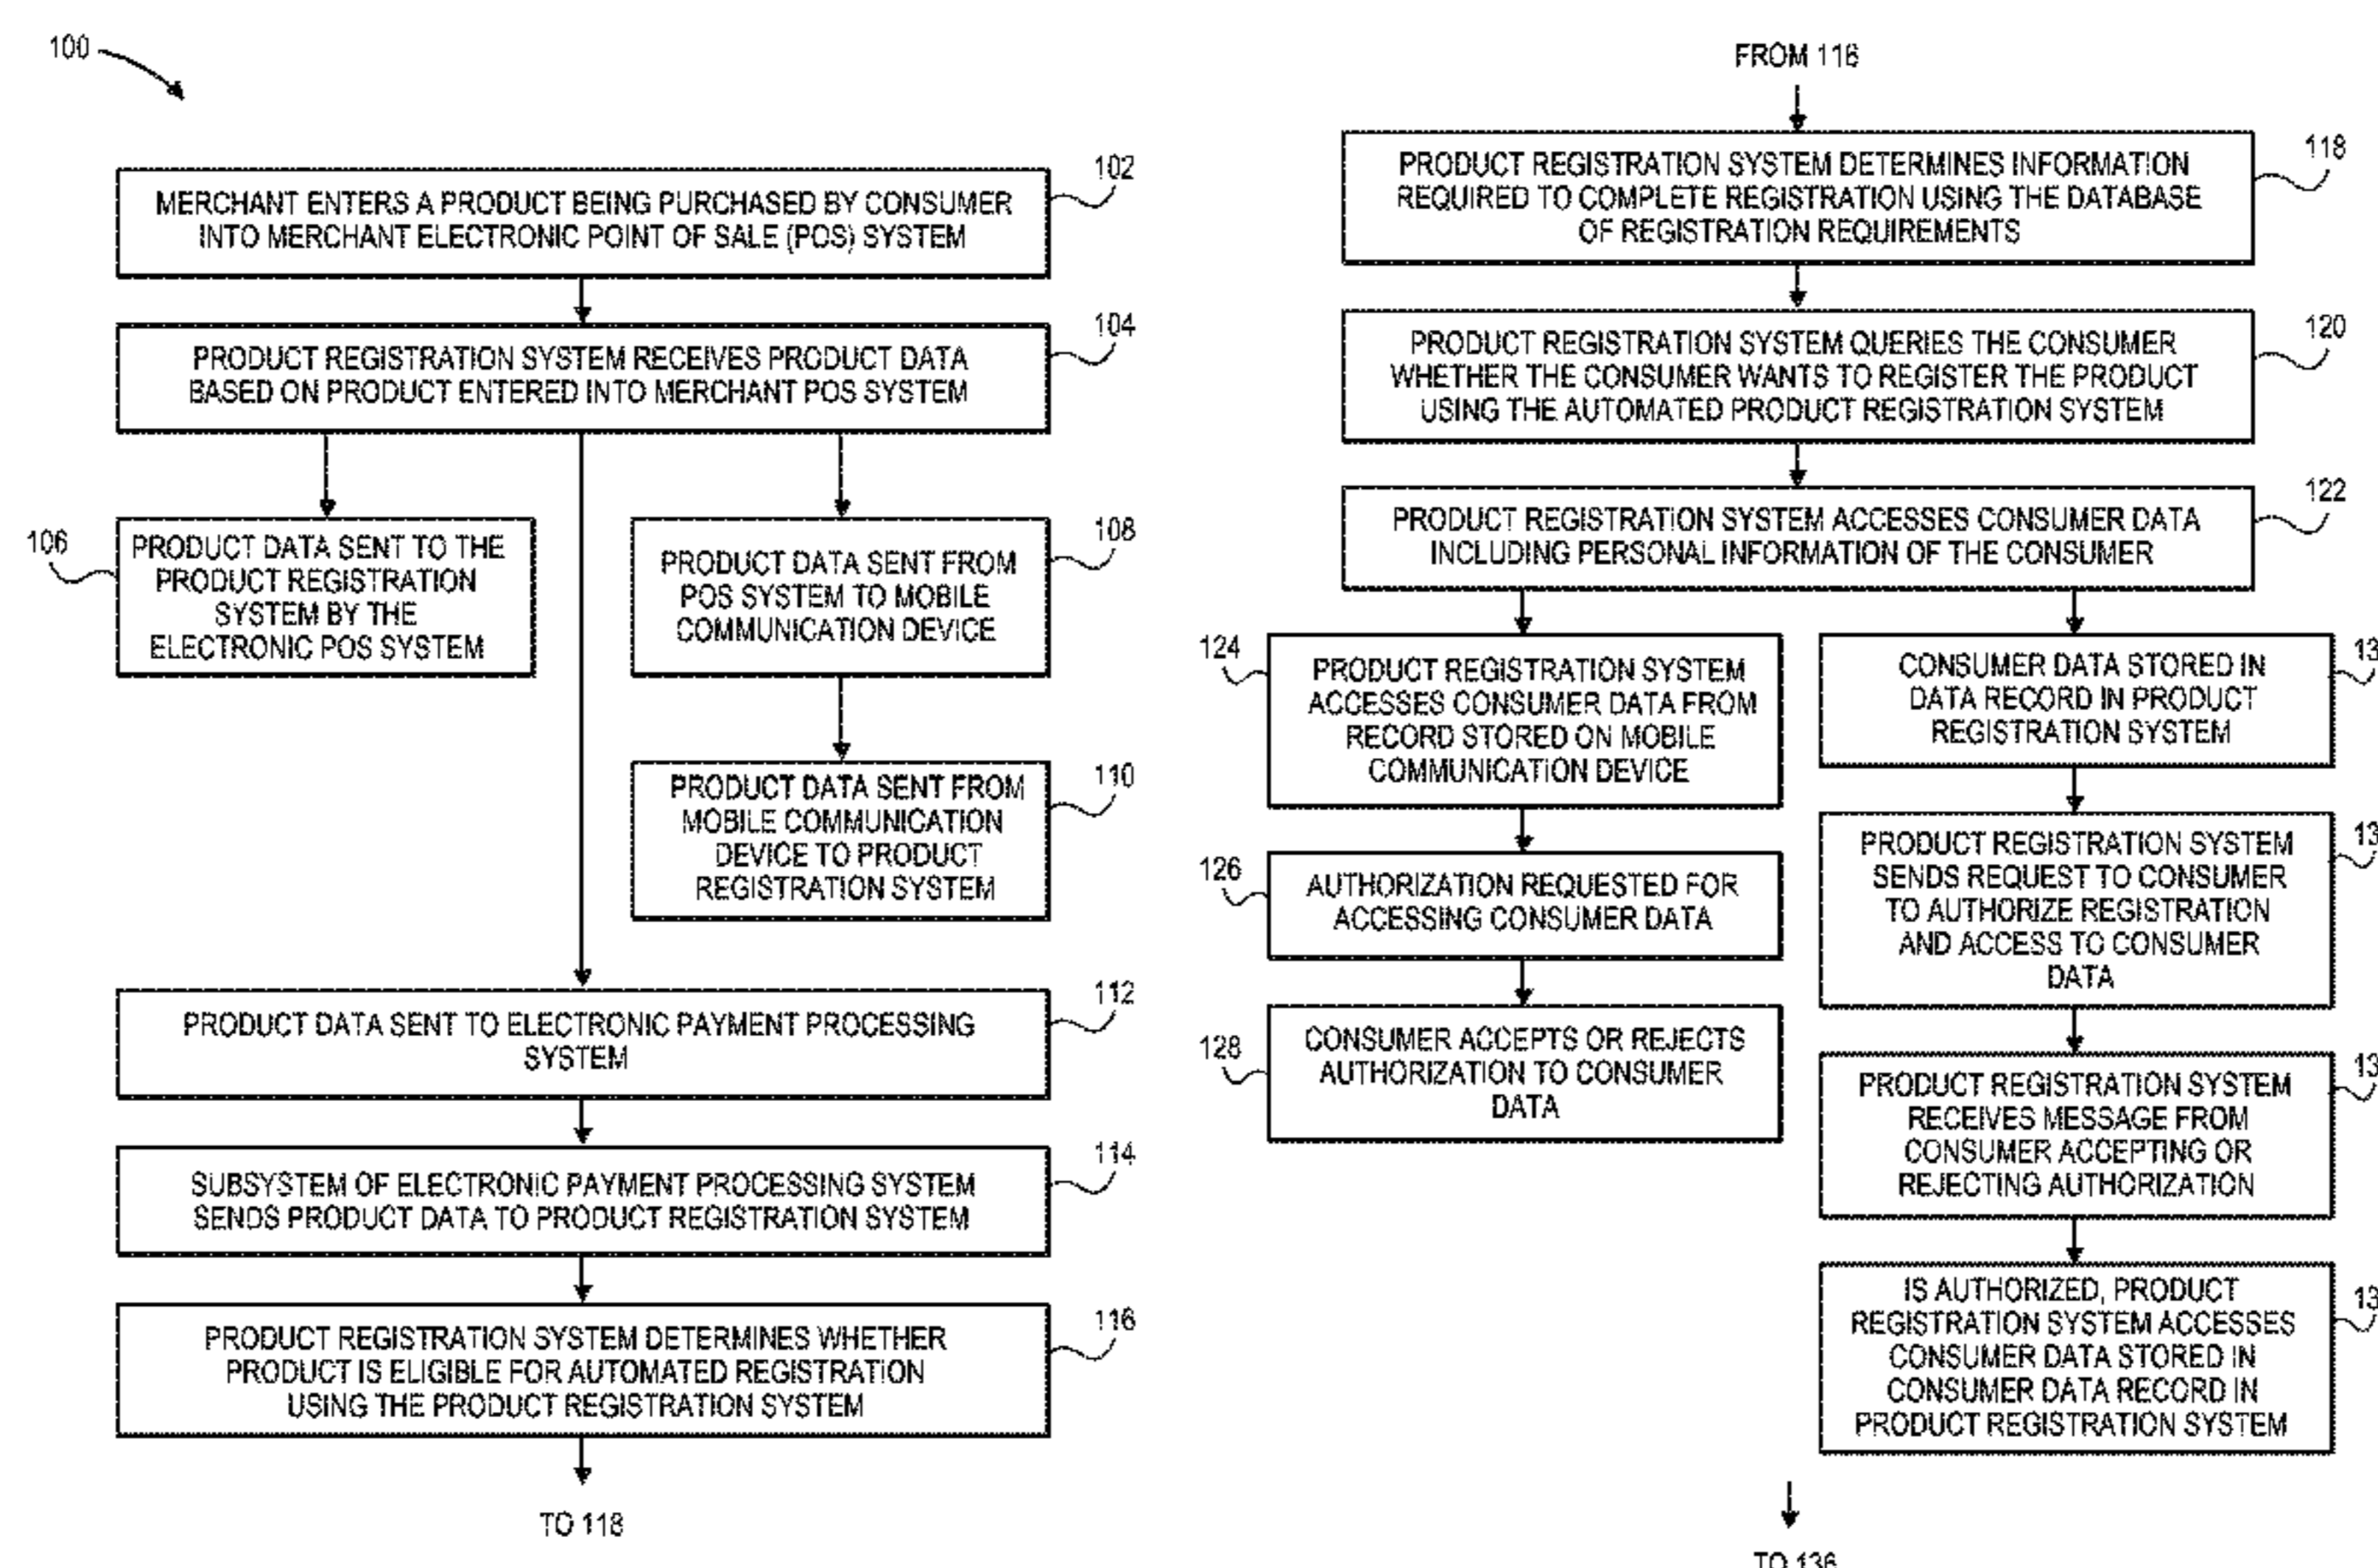 100
MERCHANT ENTERS A PRODUCT BEING PURCHASED BY CONSUMER
INTO MERCHANT ELECTRONIC POINT OF SALE (POS) SYSTEM
102
PRODUCT REGISTRATION SYSTEM RECEIVES PRODUCT DATA
BASED ON PRODUCT ENTERED INTO MERCHANT POS SYSTEM
104
106
PRODUCT DATA SENT TO THE
PRODUCT REGISTRATION
SYSTEM BY THE
ELECTRONIC POS SYSTEM
PRODUCT DATA SENT FROM
POS SYSTEM TO MOBILE
COMMUNICATION DEVICE
108
PRODUCT DATA SENT FROM
MOBILE COMMUNICATION
DEVICE TO PRODUCT
REGISTRATION SYSTEM
110
PRODUCT DATA SENT TO ELECTRONIC PAYMENT PROCESSING
SYSTEM
112
SUBSYSTEM OF ELECTRONIC PAYMENT PROCESSING SYSTEM
SENDS PRODUCT DATA TO PRODUCT REGISTRATION SYSTEM
114
PRODUCT REGISTRATION SYSTEM DETERMINES WHETHER
PRODUCT IS ELIGIBLE FOR AUTOMATED REGISTRATION
USING THE PRODUCT REGISTRATION SYSTEM
116
TO 118
FROM 116
PRODUCT REGISTRATION SYSTEM DETERMINES INFORMATION
REQUIRED TO COMPLETE REGISTRATION USING THE DATABASE
OF REGISTRATION REQUIREMENTS
118
PRODUCT REGISTRATION SYSTEM QUERIES THE CONSUMER
WHETHER THE CONSUMER WANTS TO REGISTER THE PRODUCT
USING THE AUTOMATED PRODUCT REGISTRATION SYSTEM
120
PRODUCT REGISTRATION SYSTEM ACCESSES CONSUMER DATA
INCLUDING PERSONAL INFORMATION OF THE CONSUMER
122
124
PRODUCT REGISTRATION SYSTEM
ACCESSES CONSUMER DATA FROM
RECORD STORED ON MOBILE
COMMUNICATION DEVICE
126
AUTHORIZATION REQUESTED FOR
ACCESSING CONSUMER DATA
128
CONSUMER ACCEPTS OR REJECTS
AUTHORIZATION TO CONSUMER
DATA
CONSUMER DATA STORED IN
DATA RECORD IN PRODUCT
REGISTRATION SYSTEM
PRODUCT REGISTRATION SYSTEM
SENDS REQUEST TO CONSUMER
TO AUTHORIZE REGISTRATION
AND ACCESS TO CONSUMER
DATA
PRODUCT REGISTRATION SYSTEM
RECEIVES MESSAGE FROM
CONSUMER ACCEPTING OR
REJECTING AUTHORIZATION
IS AUTHORIZED, PRODUCT
REGISTRATION SYSTEM ACCESSES
CONSUMER DATA STORED IN
CONSUMER DATA RECORD IN
PRODUCT REGISTRATION SYSTEM
TO 136